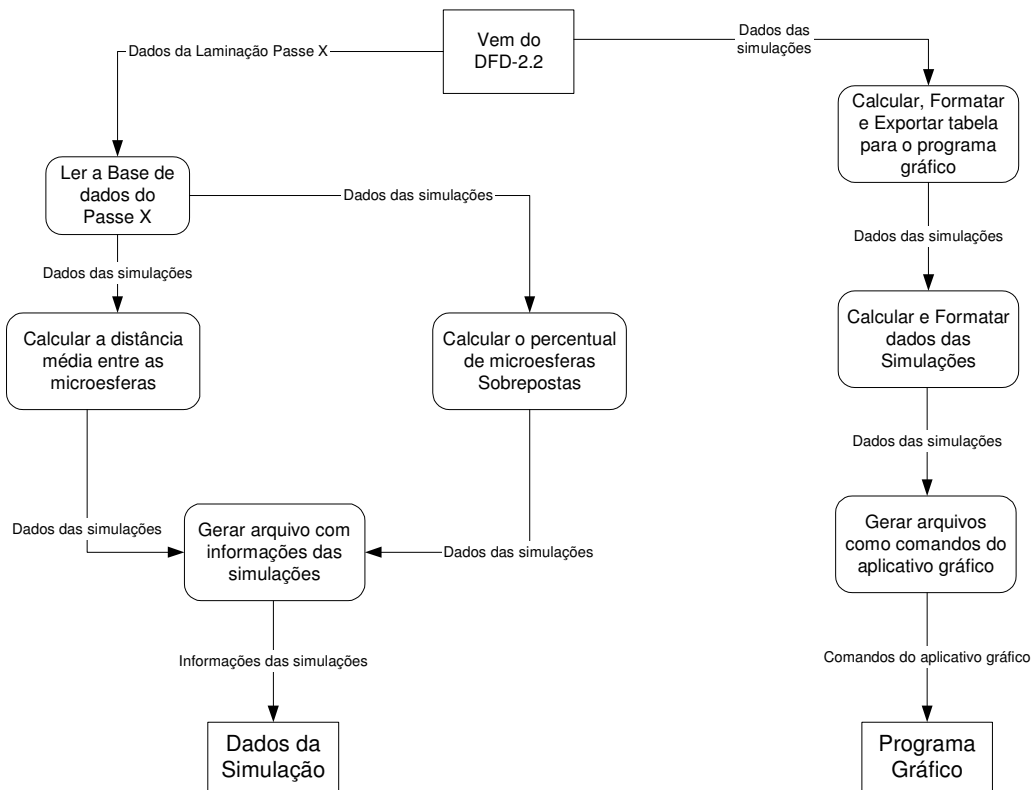 Vem do
DFD-2.2
Dados da Laminação Passe X
Dados das
simulações
Calcular, Formatar
e Exportar tabela
para o programa
gráfico
Ler a Base de
dados do
Passe X
Dados das simulações
Dados das simulações
Dados das simulações
Calcular a distância
média entre as
microesferas
Calcular o percentual
de microesferas
Sobrepostas
Calcular e Formatar
dados das
Simulações
Dados das simulações
Dados das simulações
Gerar arquivo com
informações das
simulações
Dados das simulações
Gerar arquivos
como comandos do
aplicativo gráfico
Informações das simulações
Comandos do aplicativo gráfico
Dados da
Simulação
Programa
Gráfico